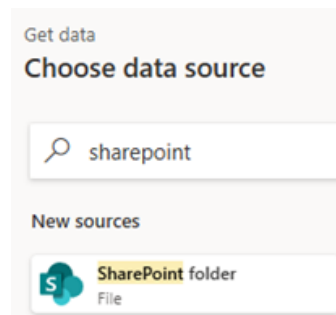 Get data
Choose data source
sharepoint
New sources
SharePoint folder
File